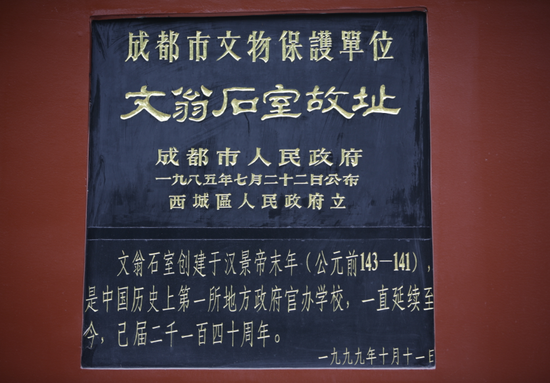 成都市文物保護單位
文翁石室故址
成都市人民政府
一九八五年七月二十二日公布
西城區人民政府立
文翁石室创建于汉景帝末年（公元前143—141），
是中国历史上第一所地方政府官办学校，一直延续至
今，已届二千一百四十周年。
一九九九年十月十一日